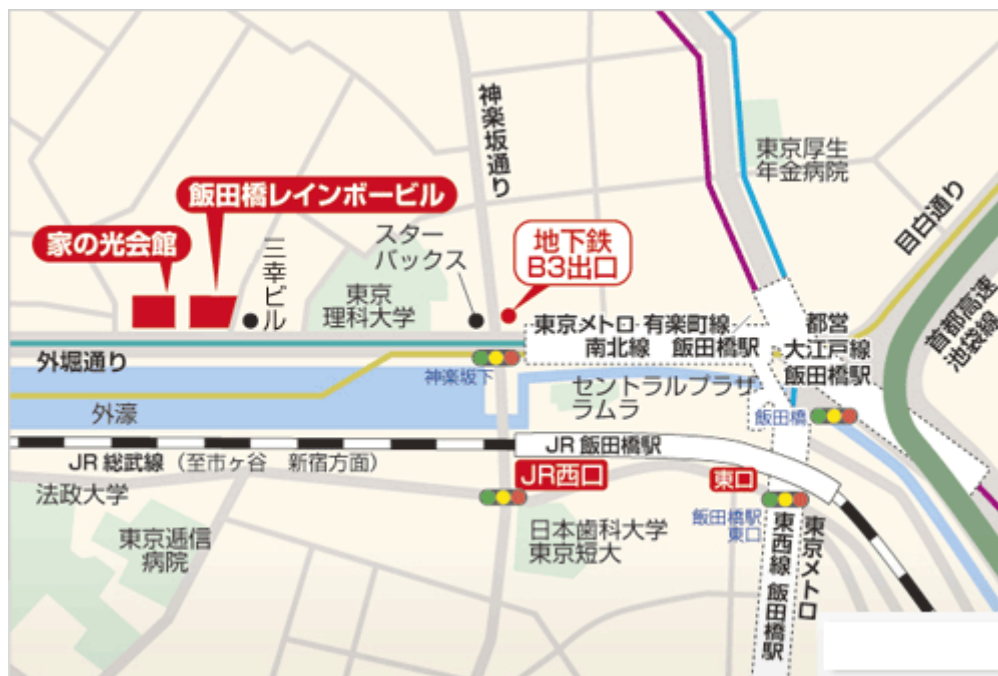 神楽坂通り
東京厚生
年金病院
目白通り
飯田橋レインボービル
家の光会館
三幸ビル
スター
バックス
地下鉄
B3出口
東京
理科大学
首都高速
池袋線
東京メトロ 有楽町線
南北線 飯田橋駅
都営
大江戸線
飯田橋駅
外堀通り
神楽坂下
セントラルプラザ
ラムラ
飯田橋
外濠
JR 飯田橋駅
JR 総武線（至市ヶ谷 新宿方面）
JR西口
東口
法政大学
飯田橋駅
東口
東京逓信
病院
日本歯科大学
東京短大
東京メトロ
東西線 飯田橋駅